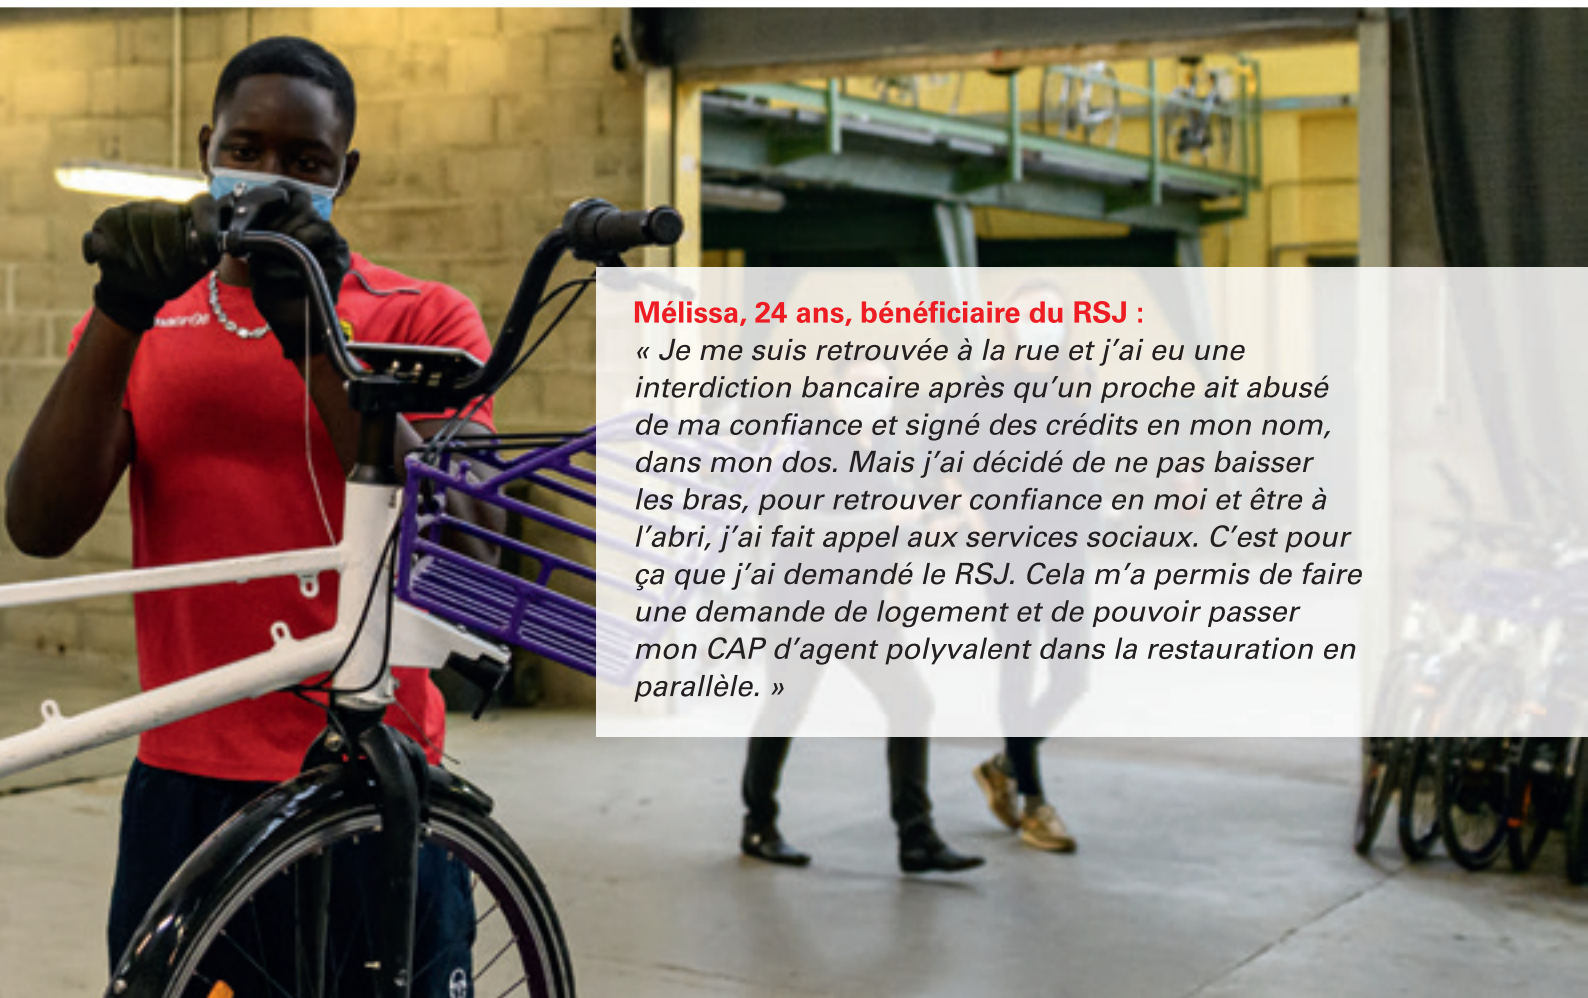 Mélissa, 24 ans, bénéficiaire du RSJ :
« Je me suis retrouvée à la rue et j’ai eu une
interdiction bancaire après qu’un proche ait abusé
de ma confiance et signé des crédits en mon nom,
dans mon dos. Mais j’ai décidé de ne pas baisser
les bras, pour retrouver confiance en moi et être à
l’abri, j’ai fait appel aux services sociaux. C’est pour
ça que j’ai demandé le RSJ. Cela m’a permis de faire
une demande de logement et de pouvoir passer
mon CAP d’agent polyvalent dans la restauration en
parallèle. »